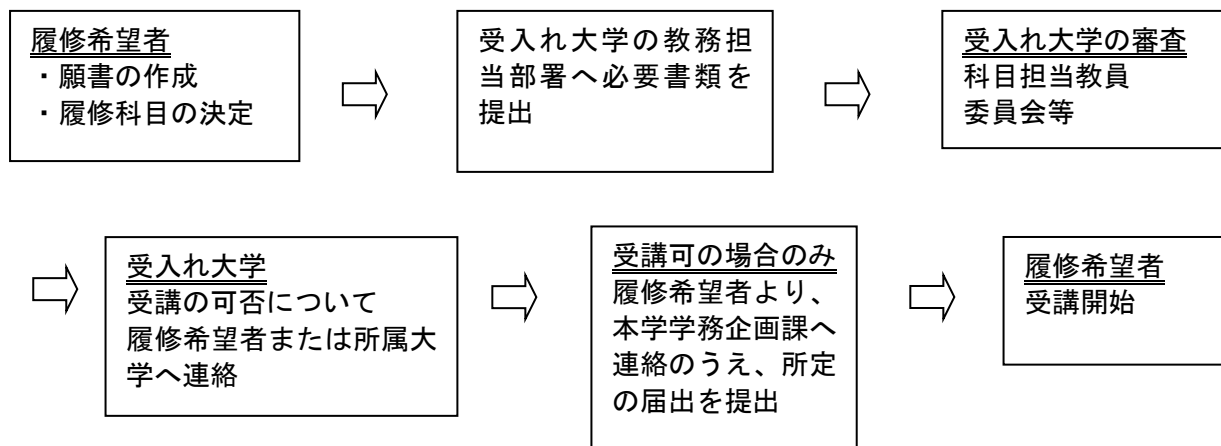 履修希望者
・願書の作成
・履修科目の決定
受入れ大学の教務担
当部署へ必要書類を
提出
受入れ大学の審査
科目担当教員
委員会等
受入れ大学
受講の可否について
履修希望者または所属大
学へ連絡
受講可の場合のみ
履修希望者より、
本学学務企画課へ
連絡のうえ、所定
の届出を提出
履修希望者
受講開始